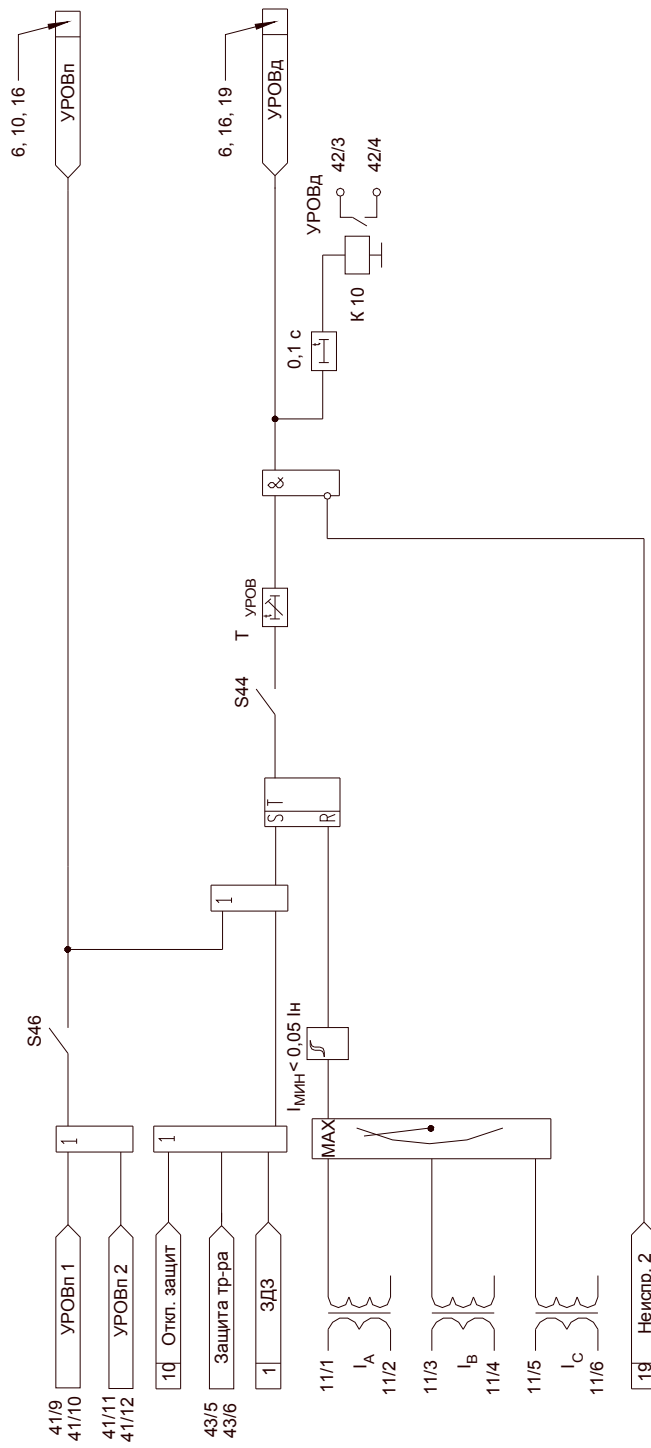 УРОВп 1
41/9
41/10
УРОВп 2
41/11
41/12
1
S46
УРОВп
6, 10, 16
10
Откл. защит
Защита тр-ра
43/5
43/6
1
ЗДЗ
1
1
S T
R
S44
T
УРОВ
&
0,1 с
К 10
УРОВд
42/3
42/4
УРОВд
6, 16, 19
11/1
I A
11/2
11/3
I B
11/4
11/5
I C
11/6
MAX
I МИН < 0,05 Iн
19
Неиспр. 2